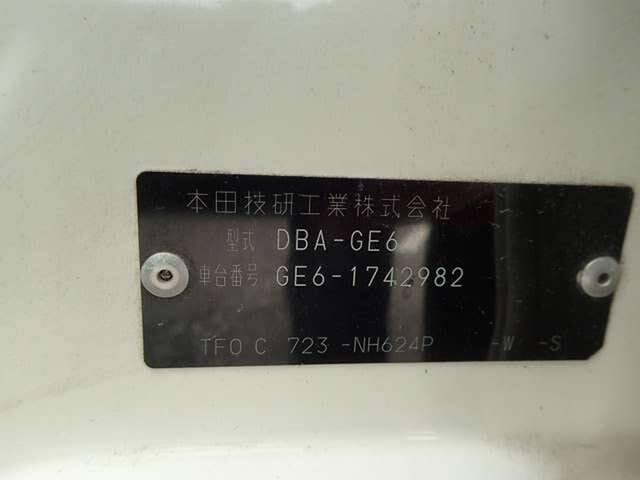 本田技研工業株式会社
型式 DBA-GE6
車台番号 GE6-1742982
TFO C 723 -NH624P -W -S